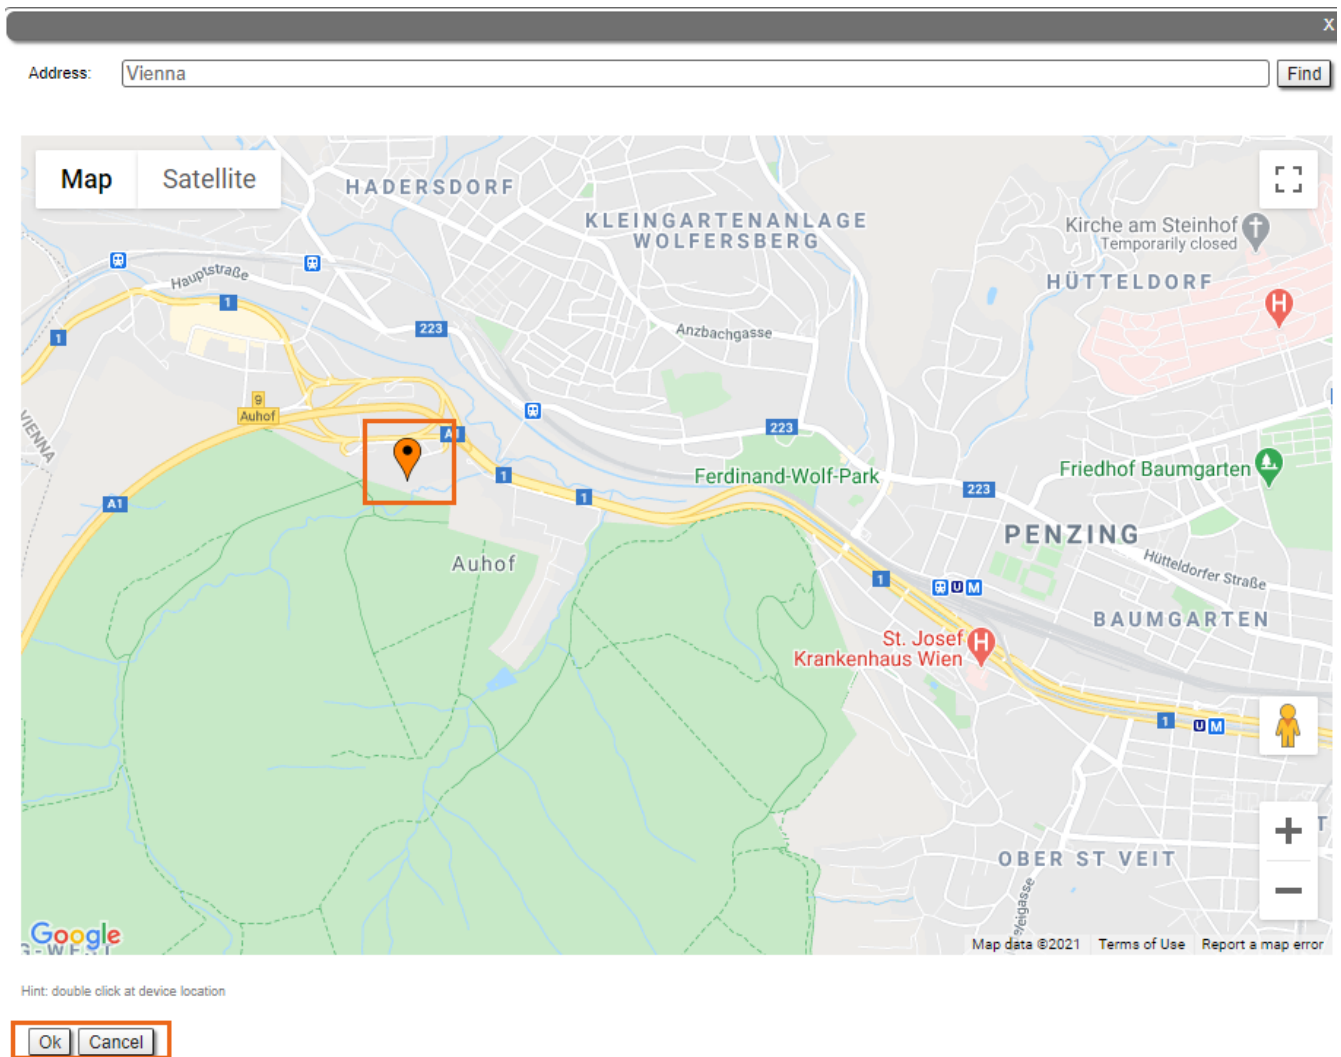 X
Address:
Vienna
Find
Map
Satellite
HADERSDORF
KLEINGARTENANLAGE
WOLFERSBERG
Kirche am Steinhof
Temporarily closed
HÜTTELDORF
H
Hauptstraße
1
223
Anzbachgasse
1
9
Auhof
VIENNA
A1
223
Ferdinand-Wolf-Park
Friedhof Baumgarten
1
223
1
A1
PENZING
Auhof
Hütteldorfer Straße
1
U M
BAUMGARTEN
St. Josef
Krankenhaus Wien
H
1
U M
+
T
OBER ST VEIT
−
Google
G-WEST
Map data ©2021
Terms of Use
Report a map error
Hint: double click at device location
Ok
Cancel